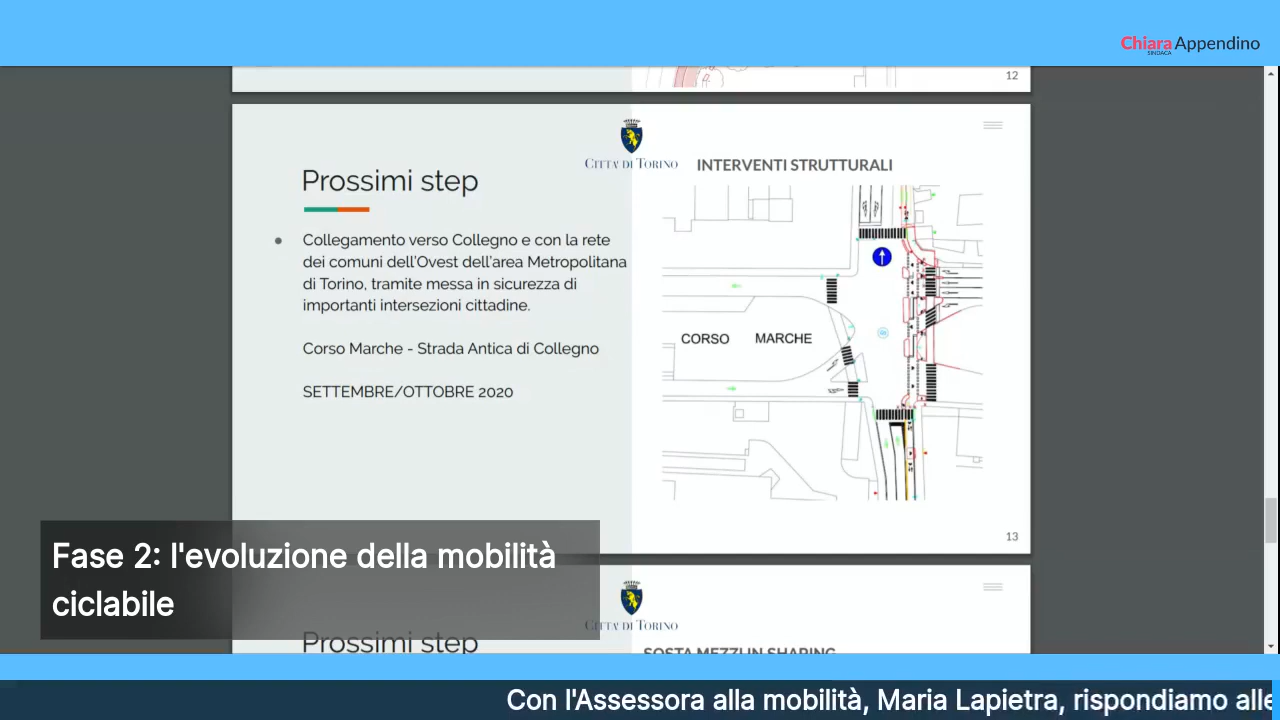 Chiara Appendino
SINDACA
12
CITTA' DI TORINO
INTERVENTI STRUTTURALI
Prossimi step
Collegamento verso Collegno e con la rete
dei comuni dell'Ovest dell'area Metropolitana
di Torino, tramite messa in sicurezza di
importanti intersezioni cittadine.
Corso Marche - Strada Antica di Collegno
SETTEMBRE/OTTOBRE 2020
CORSO MARCHE
13
Fase 2: l'evoluzione della mobilità
ciclabile
CITTA' DI TORINO
Prossimi step
SOSTA MEZZI IN SHARING
Con l'Assessora alla mobilità, Maria Lapietra, rispondiamo alle